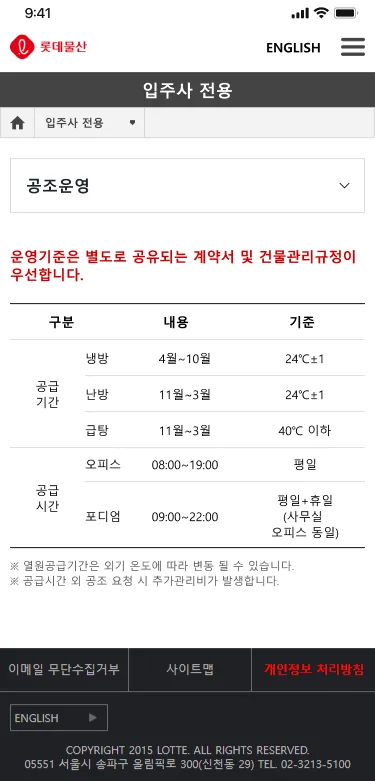 9:41
롯데물산
ENGLISH
입주사 전용
입주사 전용
공조운영
운영기준은 별도로 공유되는 계약서 및 건물관리규정이
우선합니다.
구분 내용 기준
공급
기간
냉방 4월~10월 24℃±1
난방 11월~3월 24℃±1
급탕 11월~3월 40℃ 이하
공급
시간
오피스 08:00~19:00 평일
포디엄 09:00~22:00 평일+휴일
(사무실
오피스 동일)
※ 열원공급기간은 외기 온도에 따라 변동 될 수 있습니다.
※ 공급시간 외 공조 요청 시 추가관리비가 발생합니다.
이메일 무단수집거부 사이트맵 개인정보 처리방침
ENGLISH
COPYRIGHT 2015 LOTTE. ALL RIGHTS RESERVED.
05551 서울시 송파구 올림픽로 300(신천동 29) TEL. 02-3213-5100